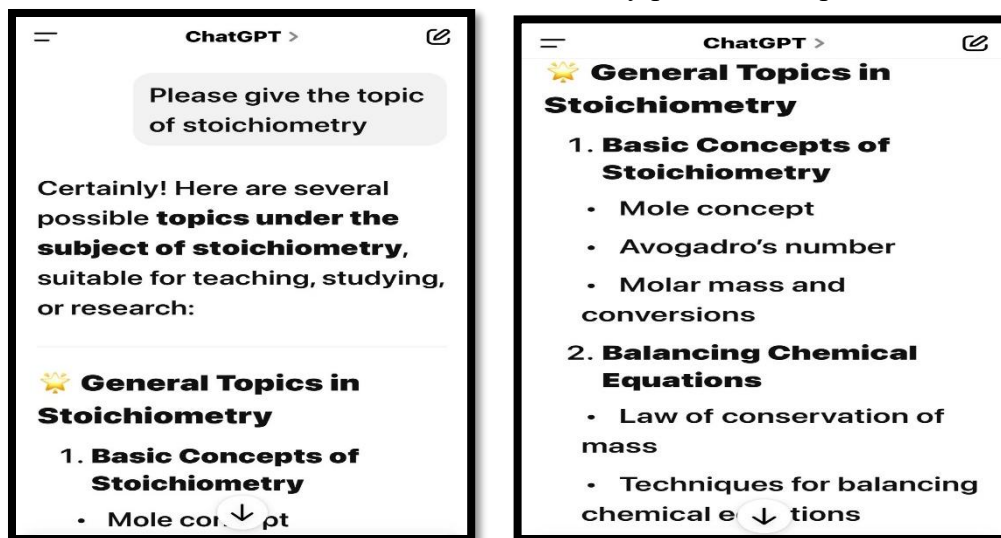 ChatGPT >
Please give the topic
of stoichiometry
Certainly! Here are several
possible topics under the
subject of stoichiometry,
suitable for teaching, studying,
or research:
General Topics in
Stoichiometry
1. Basic Concepts of
Stoichiometry
• Mole
ChatGPT >
General Topics in
Stoichiometry
1. Basic Concepts of
Stoichiometry
• Mole concept
• Avogadro's number
• Molar mass and
conversions
2. Balancing Chemical
Equations
• Law of conservation of
mass
• Techniques for balancing
chemical